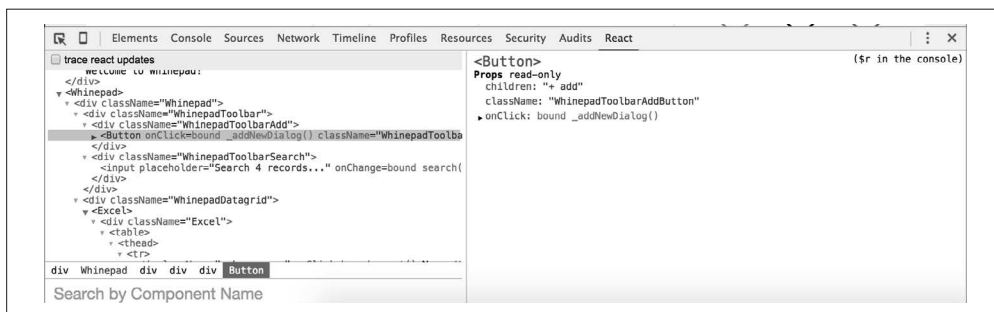 Elements Console Sources Network Timeline Profiles Resources Security Audits React
trace react updates
Welcome to Whinepad!
</div>
<Whinepad>
<div className="Whinepad">
<div className="WhinepadToolbar">
<div className="WhinepadToolbarAdd">
<Button onClick=bound _addNewDialog() className="WhinepadToolba
</div>
<div className="WhinepadToolbarSearch">
<input placeholder="Search 4 records..." onChange=bound search(
</div>
</div>
<div className="WhinepadDatagrid">
<Excel>
<div className="Excel">
<table>
<thead>
<tr>
div Whinepad div div div Button
Search by Component Name
<Button> ($r in the console)
Props read-only
children: "+ add"
className: "WhinepadToolbarAddButton"
onClick: bound _addNewDialog()